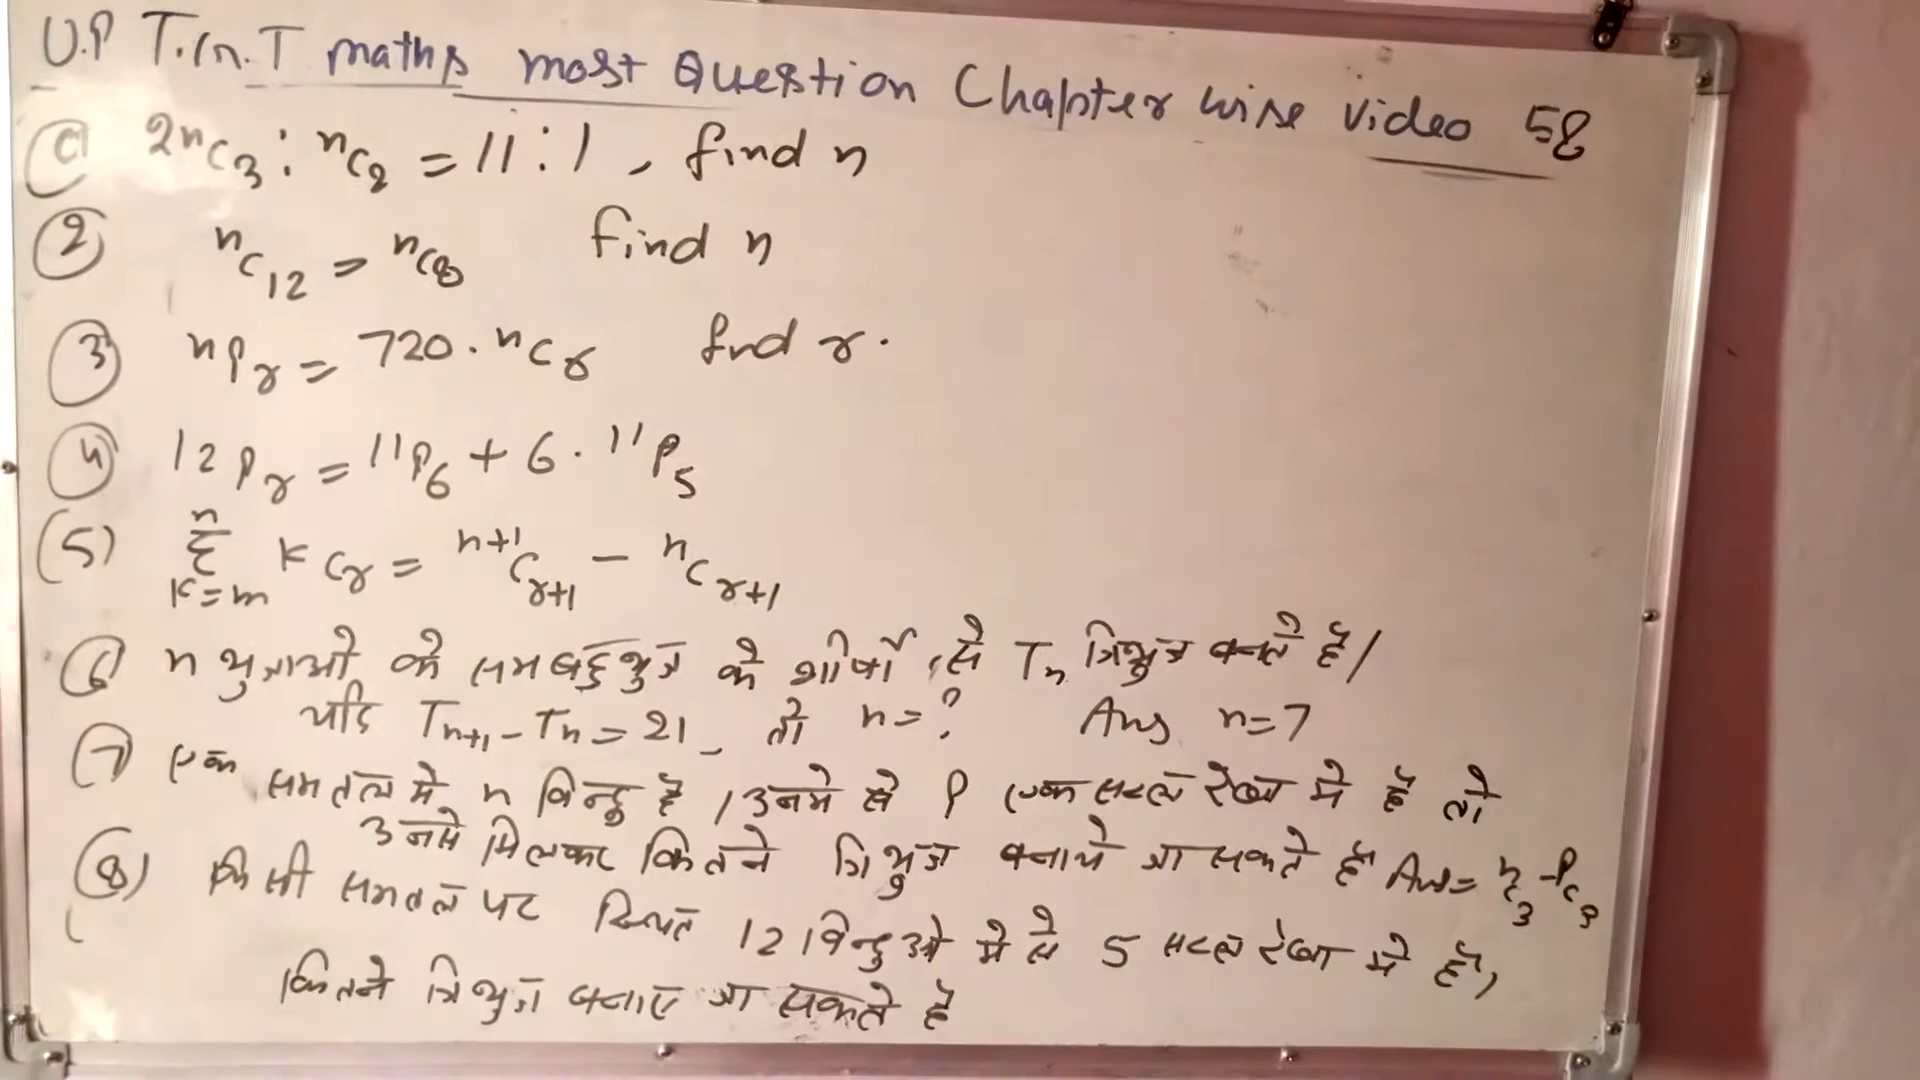 U.P T.G.T maths most Question Chapter wise video 58
① 2nC₃ : nC₂ = 11 : 1 , find n
② nC₁₂ = nC₈ find n
③ nPr = 720 . nCr find r.
④ 12Pr = 11P₆ + 6 . 11P₅
(5) n Σ k=m kCr = n+1Cr+1 - nCr+1
⑥ n भुजाओ के समबहुभुज के शीर्षो से Tn त्रिभुज बनते है।
यदि Tn+1 - Tn = 21, तो n = ? Ans n = 7
⑦ एक समतल मे n बिन्दु है, उनमे से P एक सरल रेखा मे है तो
उनसे मिलकर कितने त्रिभुज बनाये जा सकते है Ans = nC₃ - PC₃
⑧ किसी समतल पर स्थित 12 बिन्दुओ मे से 5 सरल रेखा मे है,
कितने त्रिभुज बनाए जा सकते है